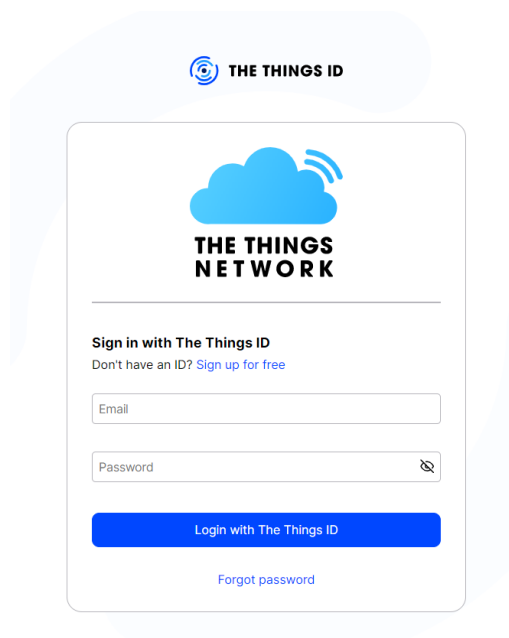 THE THINGS ID
THE THINGS
NETWORK
Sign in with The Things ID
Don't have an ID? Sign up for free
Email
Password
Login with The Things ID
Forgot password